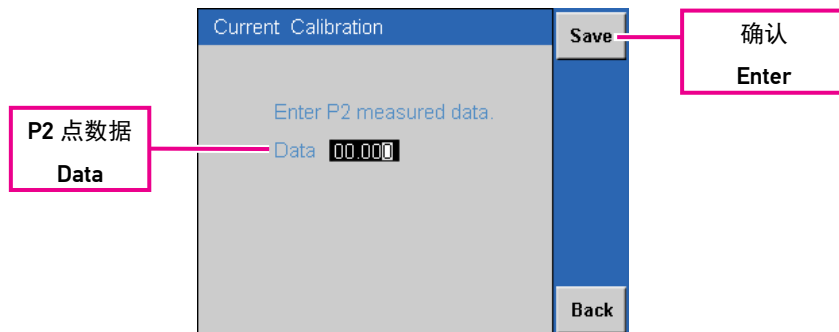 Current Calibration
Save
确认
Enter
Enter P2 measured data.
P2 点数据
Data
Data 00.000
Back